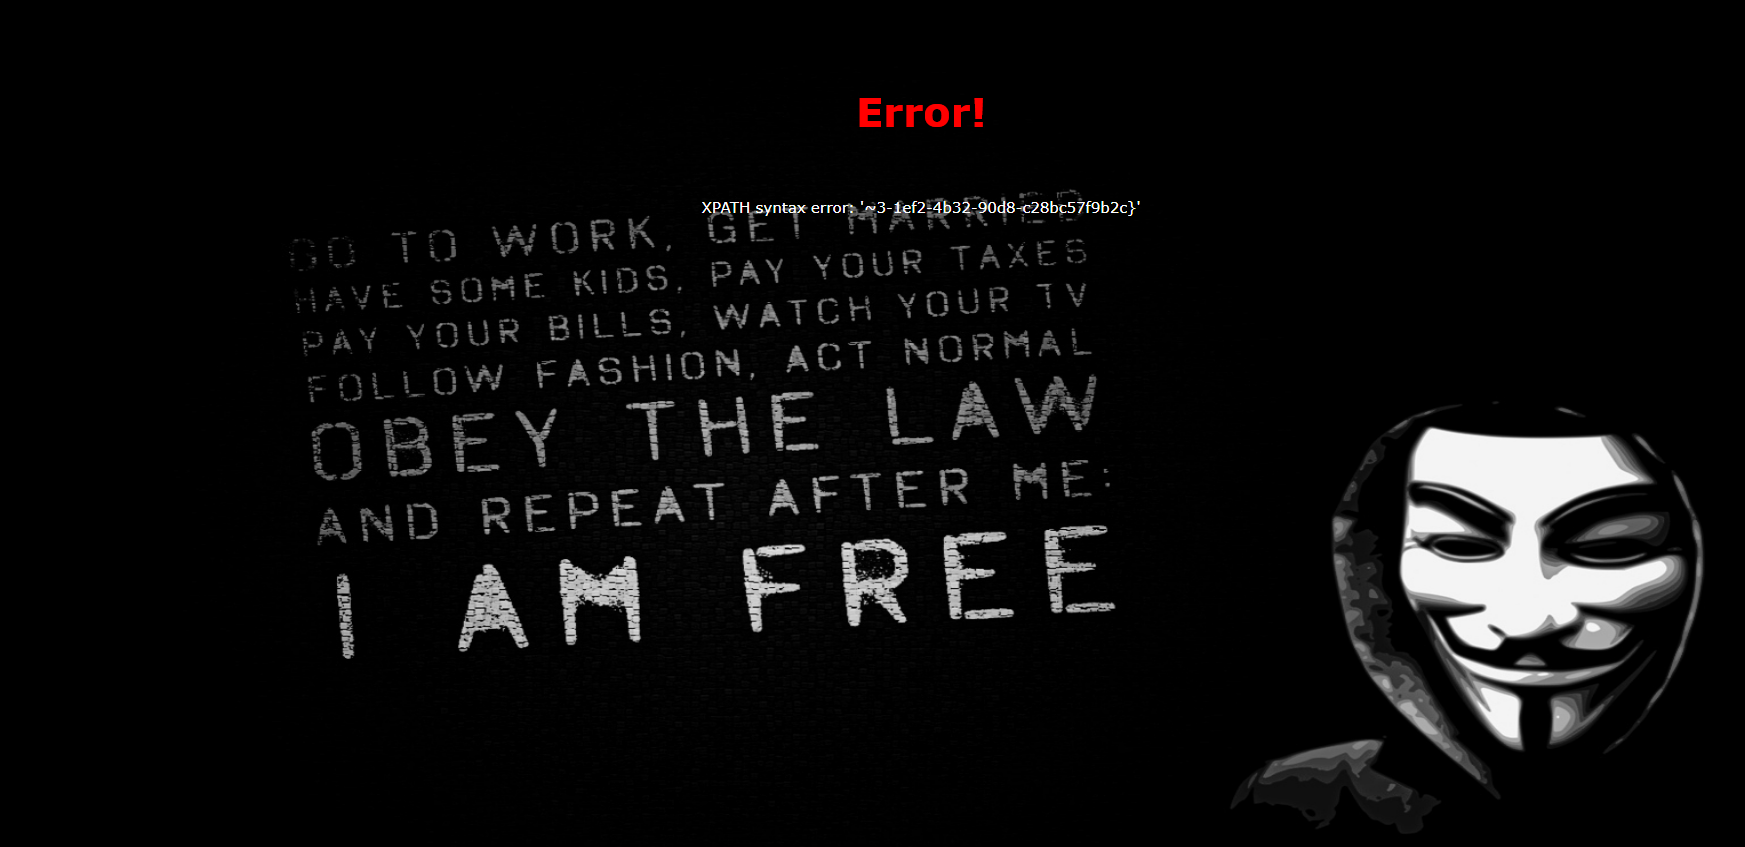 Error!
XPATH syntax error: '~3-1ef2-4b32-90d8-c28bc57f9b2c}'
GO TO WORK, GET MARRIED
HAVE SOME KIDS, PAY YOUR TAXES
PAY YOUR BILLS, WATCH YOUR TV
FOLLOW FASHION, ACT NORMAL
OBEY THE LAW
AND REPEAT AFTER ME:
I AM FREE